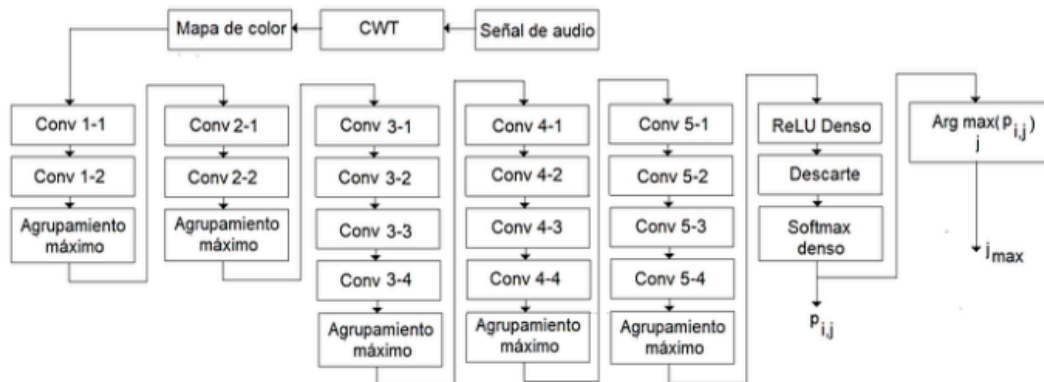 Mapa de color
CWT
Señal de audio
Conv 1-1
Conv 1-2
Agrupamiento
máximo
Conv 2-1
Conv 2-2
Agrupamiento
máximo
Conv 3-1
Conv 3-2
Conv 3-3
Conv 3-4
Agrupamiento
máximo
Conv 4-1
Conv 4-2
Conv 4-3
Conv 4-4
Agrupamiento
máximo
Conv 5-1
Conv 5-2
Conv 5-3
Conv 5-4
Agrupamiento
máximo
ReLU Denso
Descarte
Softmax
denso
p i,j
Arg max(p i,j)
j
j max